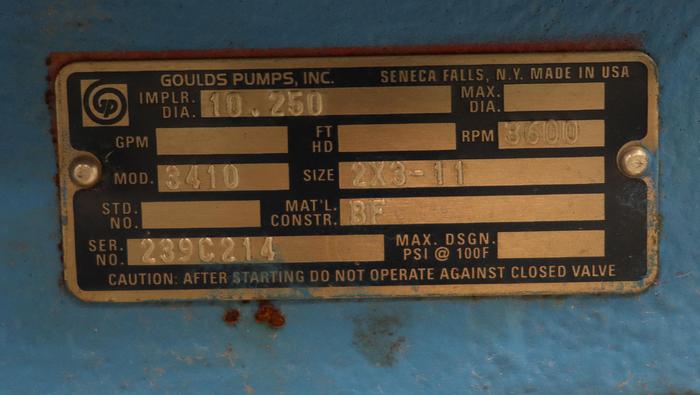 GOULDS PUMPS, INC. SENECA FALLS, N.Y. MADE IN USA
IMPLR. DIA. 10.250 MAX. DIA.
GPM FT HD RPM 3600
MOD. 3410 SIZE 2X3-11
STD. NO. MAT'L. CONSTR. BF
SER. NO. 239C214 MAX. DSGN. PSI @ 100F
CAUTION: AFTER STARTING DO NOT OPERATE AGAINST CLOSED VALVE